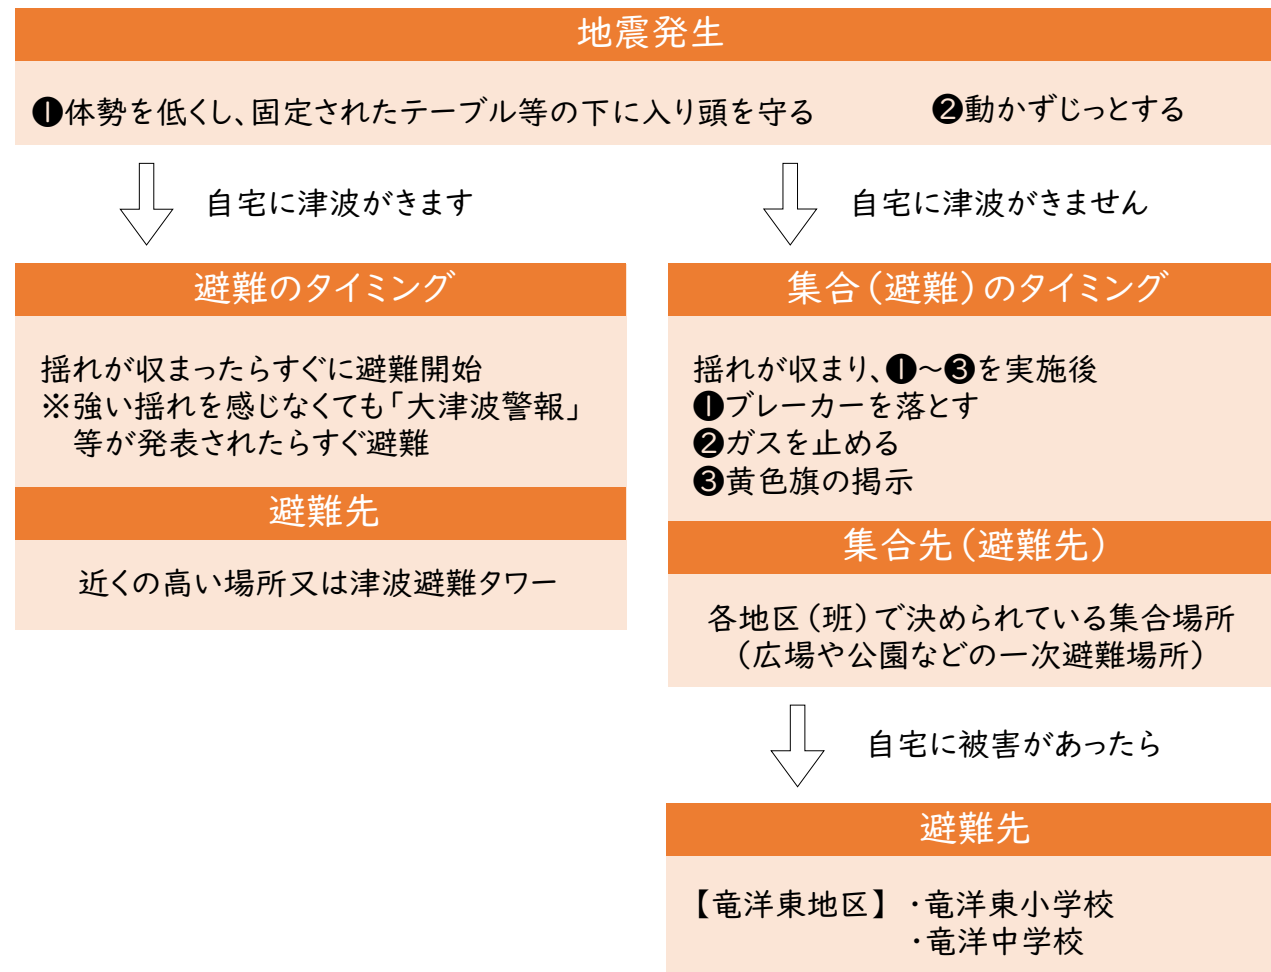 地震発生
❶体勢を低くし、固定されたテーブル等の下に入り頭を守る
❷動かずじっとする
自宅に津波がきます
避難のタイミング
揺れが収まったらすぐに避難開始
※強い揺れを感じなくても「大津波警報」
等が発表されたらすぐ避難
避難先
近くの高い場所又は津波避難タワー
自宅に津波がきません
集合(避難)のタイミング
揺れが収まり、❶~❸を実施後
❶ブレーカーを落とす
❷ガスを止める
❸黄色旗の掲示
集合先(避難先)
各地区(班)で決められている集合場所
(広場や公園などの一次避難場所)
自宅に被害があったら
避難先
【竜洋東地区】・竜洋東小学校
・竜洋中学校